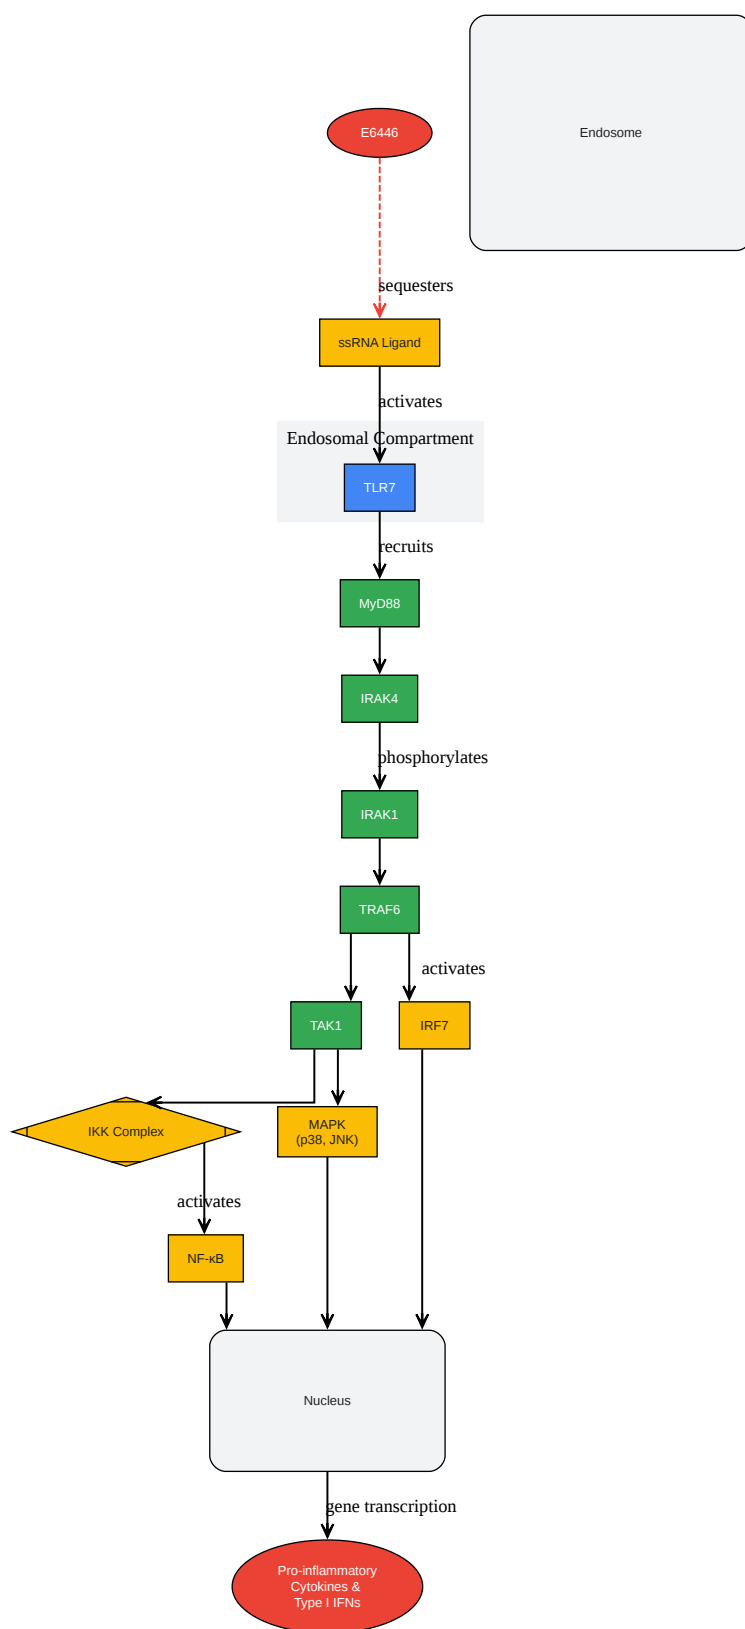 E6446
Endosome
sequesters
ssRNA Ligand
activates
Endosomal Compartment
TLR7
recruits
MyD88
IRAK4
phosphorylates
IRAK1
TRAF6
activates
TAK1
IRF7
IKK Complex
MAPK
(p38, JNK)
activates
NF-κB
Nucleus
gene transcription
Pro-inflammatory
Cytokines &
Type I IFNs